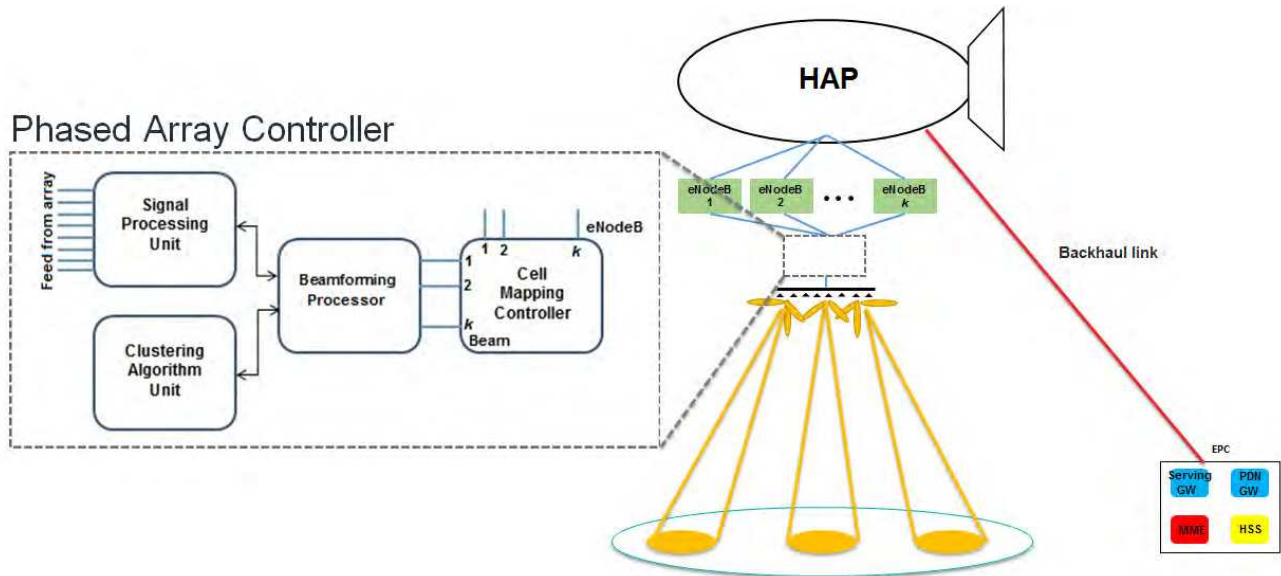 HAP
Phased Array Controller
eNodeB
1
eNodeB
2
•••
eNodeB
k
Feed from array
Signal
Processing
Unit
Beamforming
Processor
Clustering
Algorithm
Unit
1 2 k
eNodeB
1
2
k
Beam
Cell
Mapping
Controller
Backhaul link
EPC
Serving
GW
PDN
GW
MME
HSS